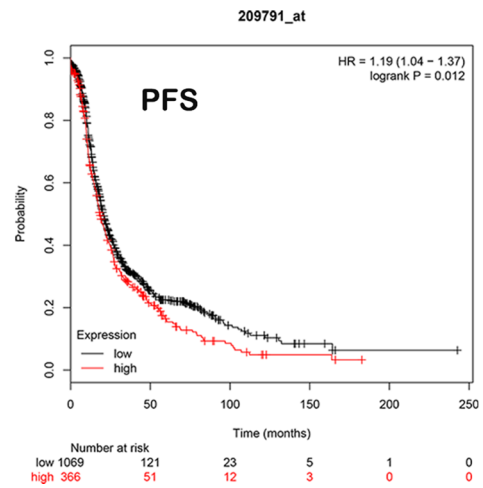 209791_at
HR = 1.19 (1.04 − 1.37)
logrank P = 0.012
PFS
Probability
1.0
0.8
0.6
0.4
0.2
0.0
Expression
low
high
0 50 100 150 200 250
Time (months)
Number at risk
low 1069 121 23 5 1 0
high 366 51 12 3 0 0